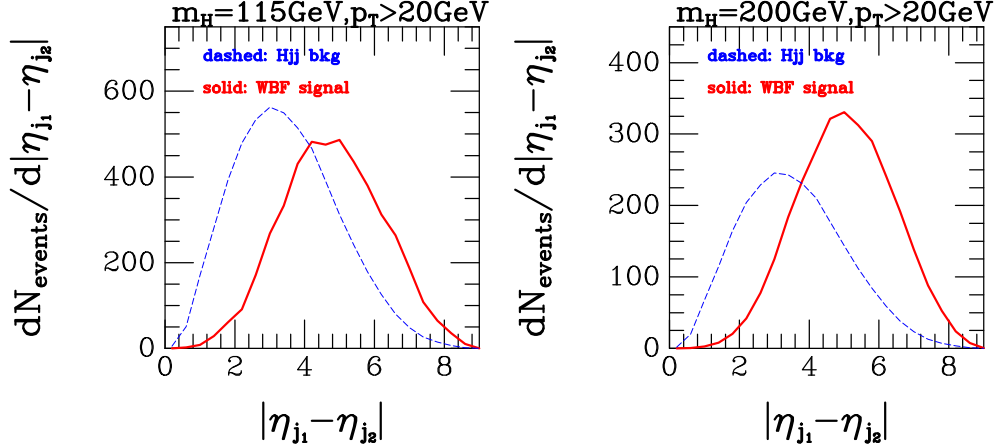 m_H=115GeV,p_T>20GeV
dN_events/d|η_j1−η_j2|
dashed: Hjj bkg
solid: WBF signal
600
400
200
0
0 2 4 6 8
|η_j1−η_j2|
m_H=200GeV,p_T>20GeV
dN_events/d|η_j1−η_j2|
dashed: Hjj bkg
solid: WBF signal
400
300
200
100
0
0 2 4 6 8
|η_j1−η_j2|